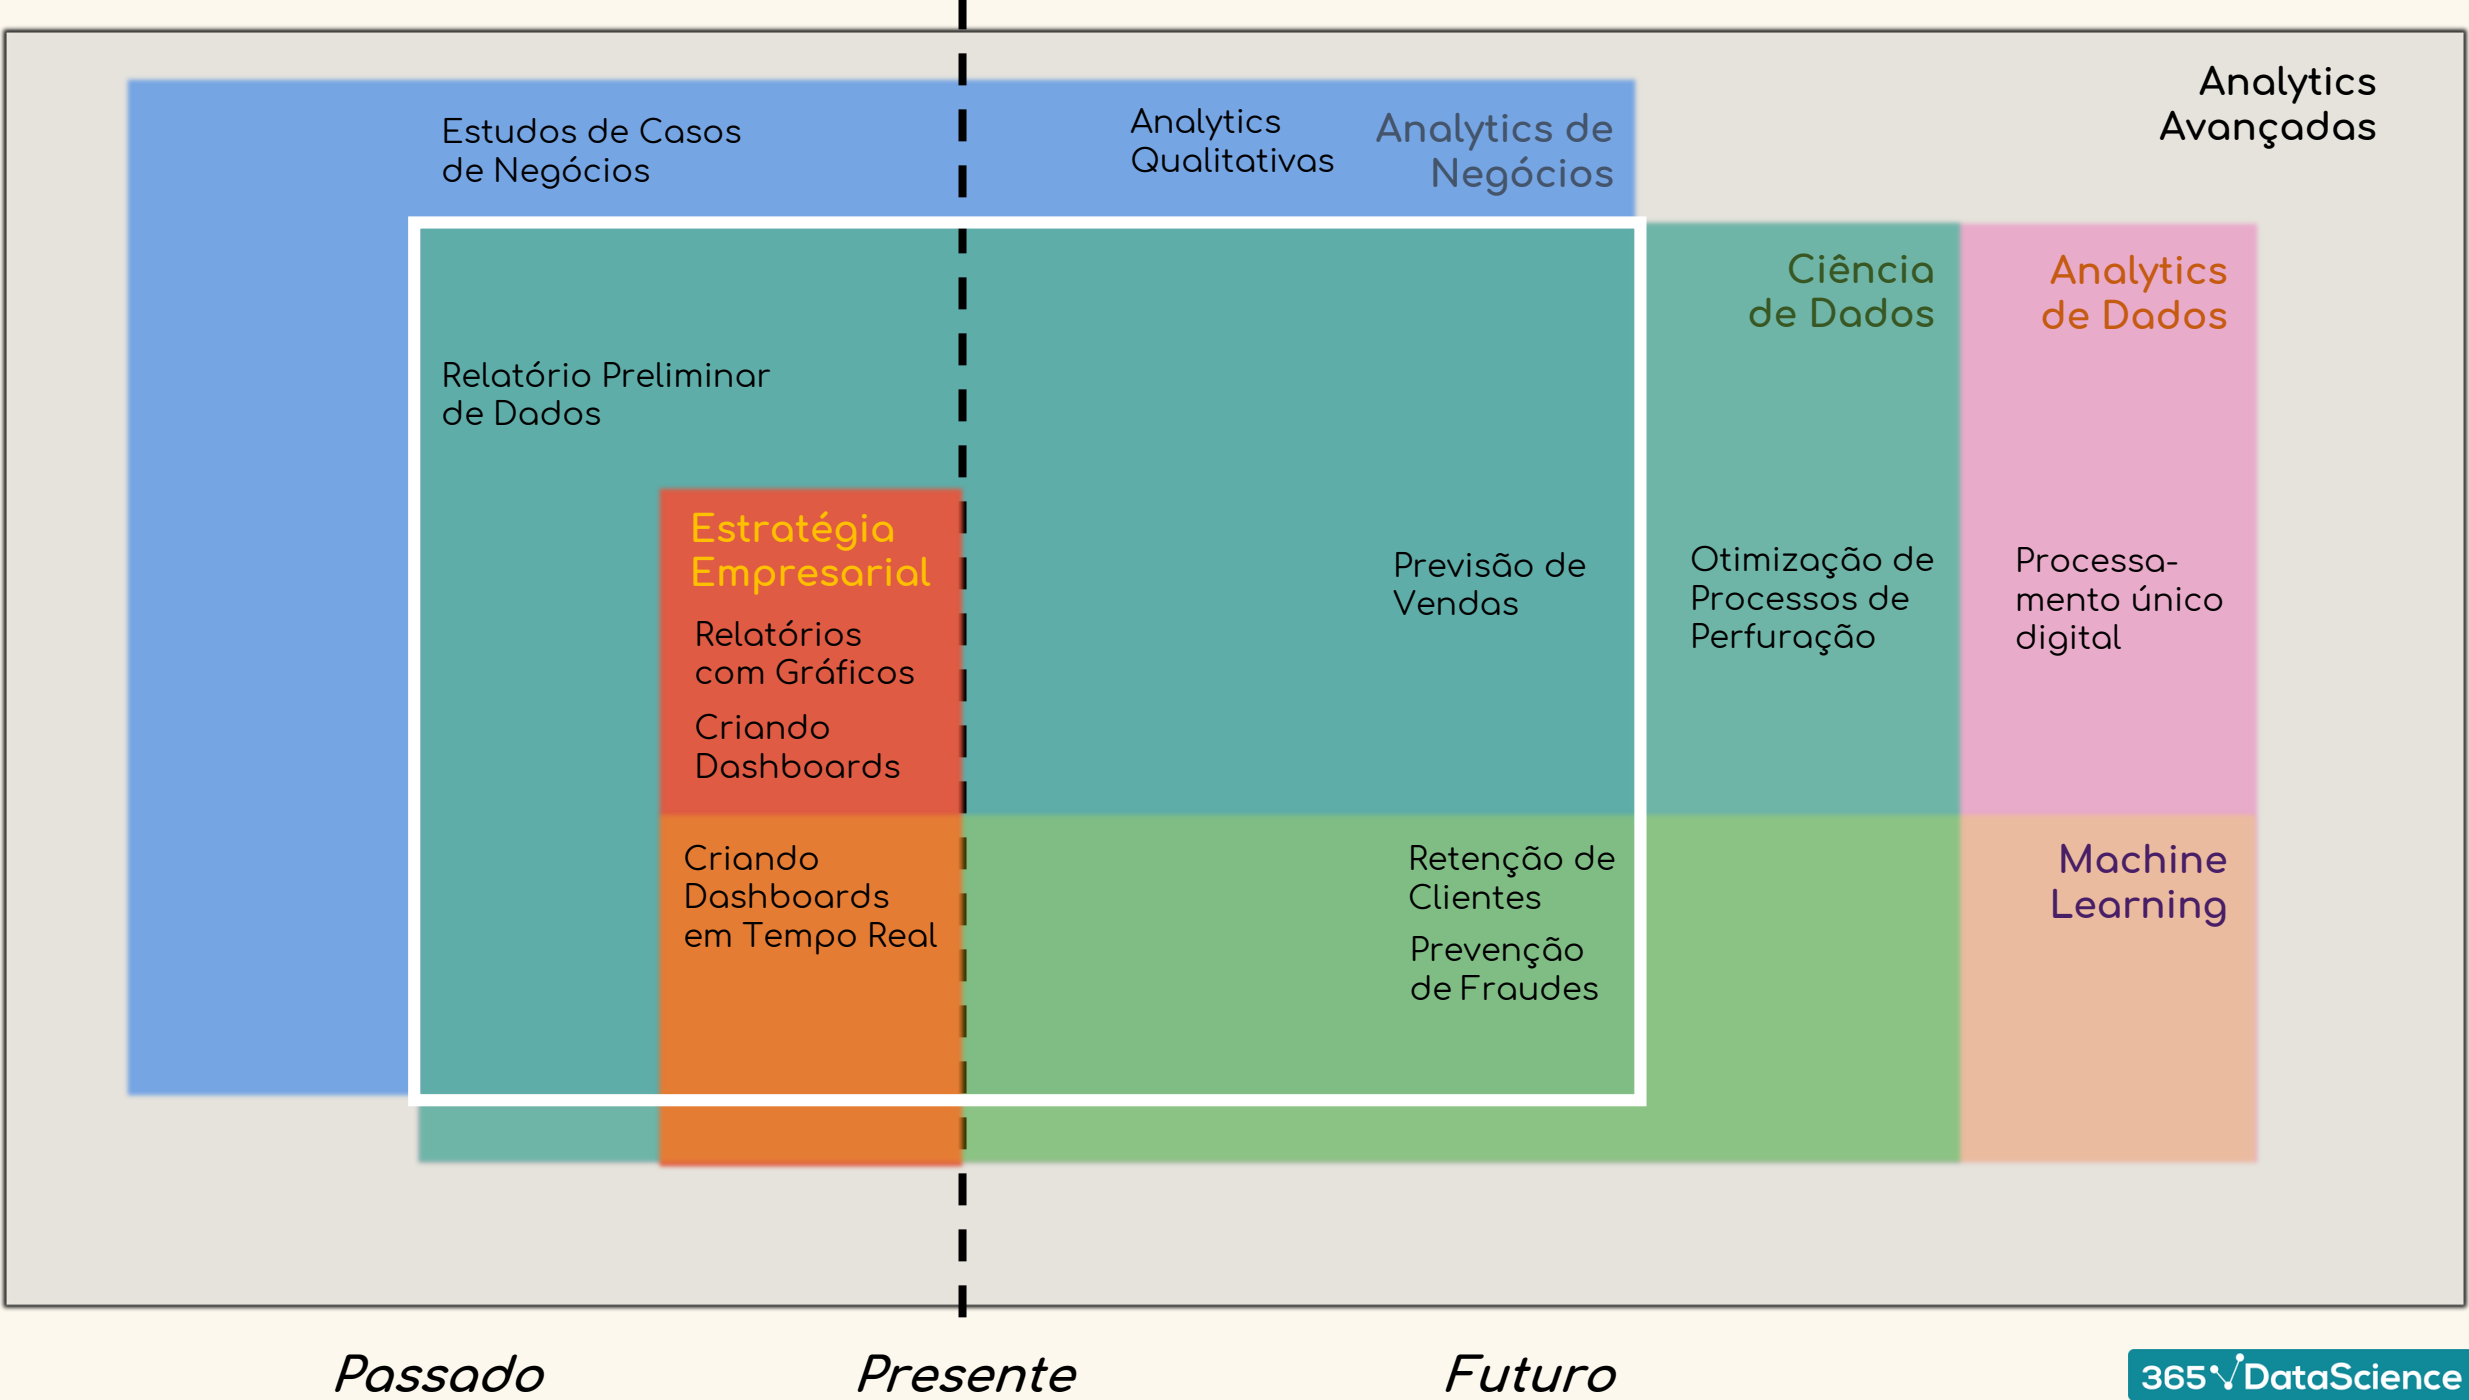 Analytics
Avançadas
Estudos de Casos
de Negócios
Analytics
Qualitativas
Analytics de
Negócios
Ciência
de Dados
Analytics
de Dados
Relatório Preliminar
de Dados
Estratégia
Empresarial
Relatórios
com Gráficos
Criando
Dashboards
Previsão de
Vendas
Otimização de
Processos de
Perfuração
Processa-
mento único
digital
Criando
Dashboards
em Tempo Real
Retenção de
Clientes
Prevenção
de Fraudes
Machine
Learning
Passado
Presente
Futuro
365 DataScience